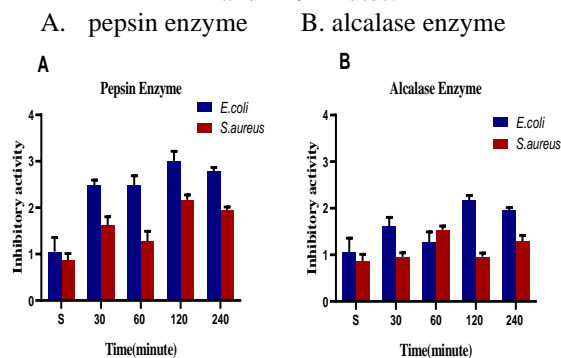 A. pepsin enzyme B. alcalase enzyme
A
Pepsin Enzyme
E.coli
S.aureus
Inhibitory activity
4
3
2
1
0
S 30 60 120 240
Time(minute)
B
Alcalase Enzyme
E.coli
S.aureus
Inhibitory activity
4
3
2
1
0
S 30 60 120 240
Time(minute)